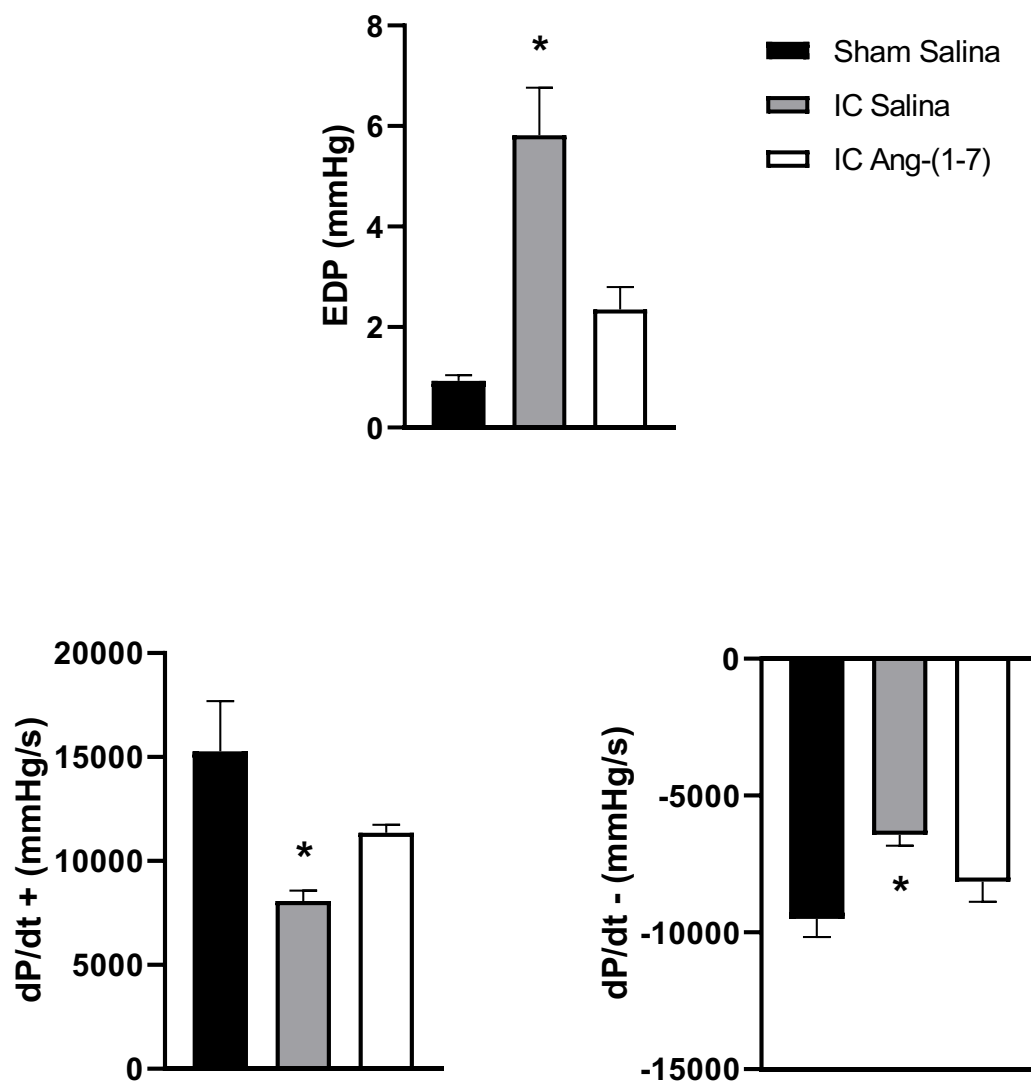 EDP (mmHg)
8
6
4
2
0
*
Sham Salina
IC Salina
IC Ang-(1-7)
dP/dt + (mmHg/s)
20000
15000
10000
5000
0
*
dP/dt - (mmHg/s)
0
-5000
-10000
-15000
*